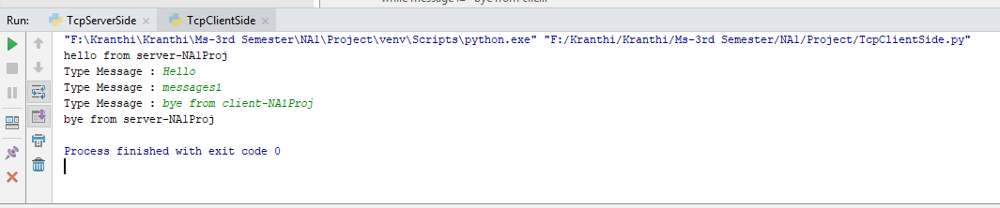 while message != "bye from clien
Run: TcpServerSide × TcpClientSide ×
"F:\Kranthi\Kranthi\Ms-3rd Semester\NA1\Project\venv\Scripts\python.exe" "F:/Kranthi/Kranthi/Ms-3rd Semester/NA1/Project/TcpClientSide.py"
hello from server-NA1Proj
Type Message : Hello
Type Message : messages1
Type Message : bye from client-NA1Proj
bye from server-NA1Proj
Process finished with exit code 0